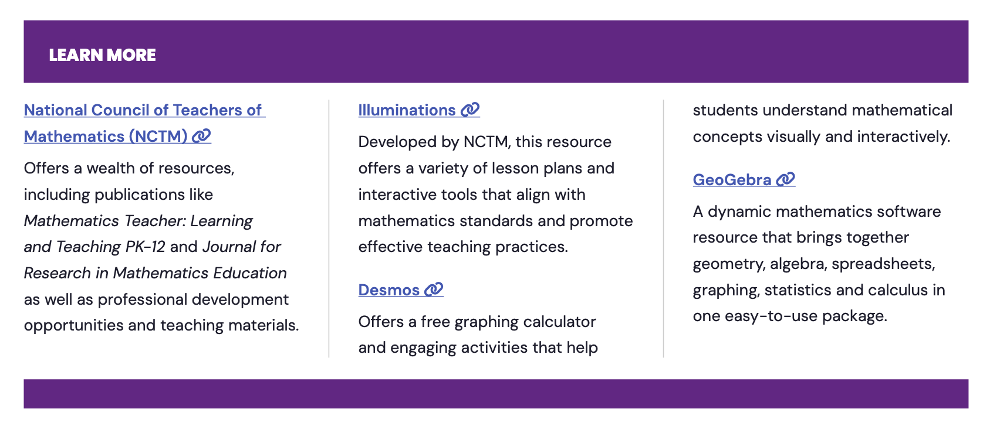 LEARN MORE
National Council of Teachers of
Mathematics (NCTM)
Offers a wealth of resources,
including publications like
Mathematics Teacher: Learning
and Teaching PK-12 and Journal for
Research in Mathematics Education
as well as professional development
opportunities and teaching materials.
Illuminations
Developed by NCTM, this resource
offers a variety of lesson plans and
interactive tools that align with
mathematics standards and promote
effective teaching practices.
Desmos
Offers a free graphing calculator
and engaging activities that help
students understand mathematical
concepts visually and interactively.
GeoGebra
A dynamic mathematics software
resource that brings together
geometry, algebra, spreadsheets,
graphing, statistics and calculus in
one easy-to-use package.